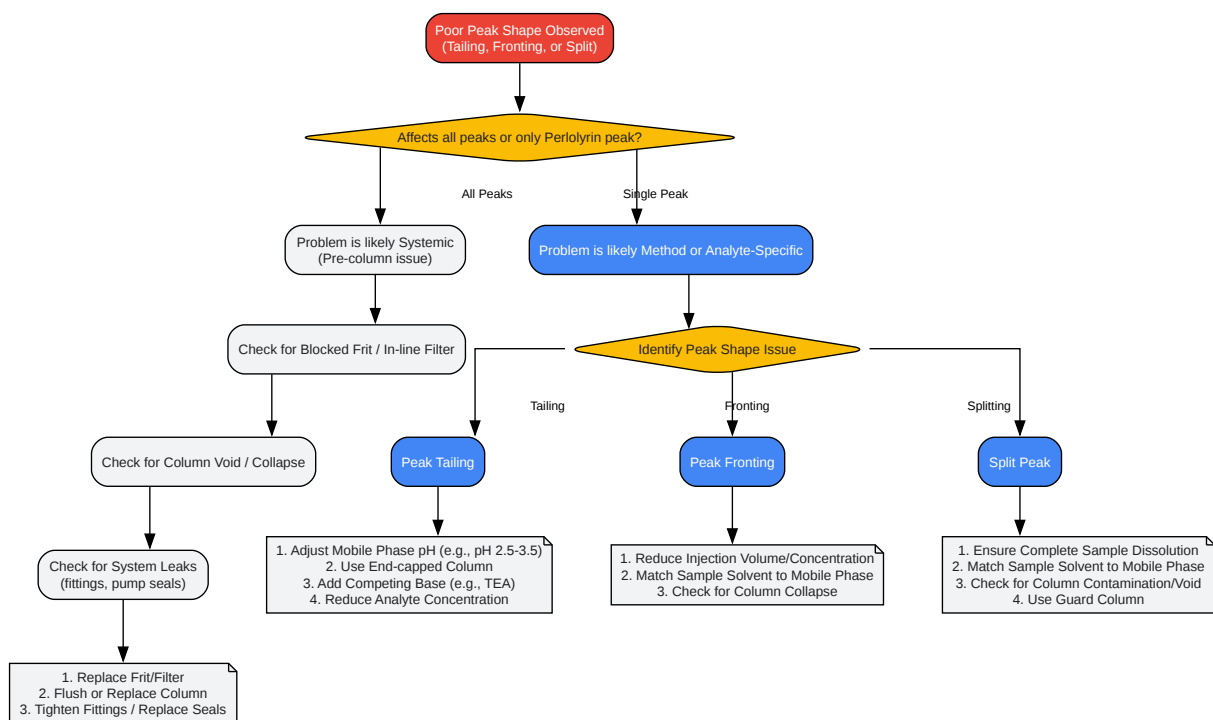 Poor Peak Shape Observed
(Tailing, Fronting, or Split)
Affects all peaks or only Perlolyrin peak?
All Peaks
Single Peak
Problem is likely Systemic
(Pre-column issue)
Problem is likely Method or Analyte-Specific
Check for Blocked Frit / In-line Filter
Identify Peak Shape Issue
Tailing
Fronting
Splitting
Check for Column Void / Collapse
Peak Tailing
Peak Fronting
Split Peak
Check for System Leaks
(fittings, pump seals)
1. Adjust Mobile Phase pH (e.g., pH 2.5-3.5)
2. Use End-capped Column
3. Add Competing Base (e.g., TEA)
4. Reduce Analyte Concentration
1. Reduce Injection Volume/Concentration
2. Match Sample Solvent to Mobile Phase
3. Check for Column Collapse
1. Ensure Complete Sample Dissolution
2. Match Sample Solvent to Mobile Phase
3. Check for Column Contamination/Void
4. Use Guard Column
1. Replace Frit/Filter
2. Flush or Replace Column
3. Tighten Fittings / Replace Seals